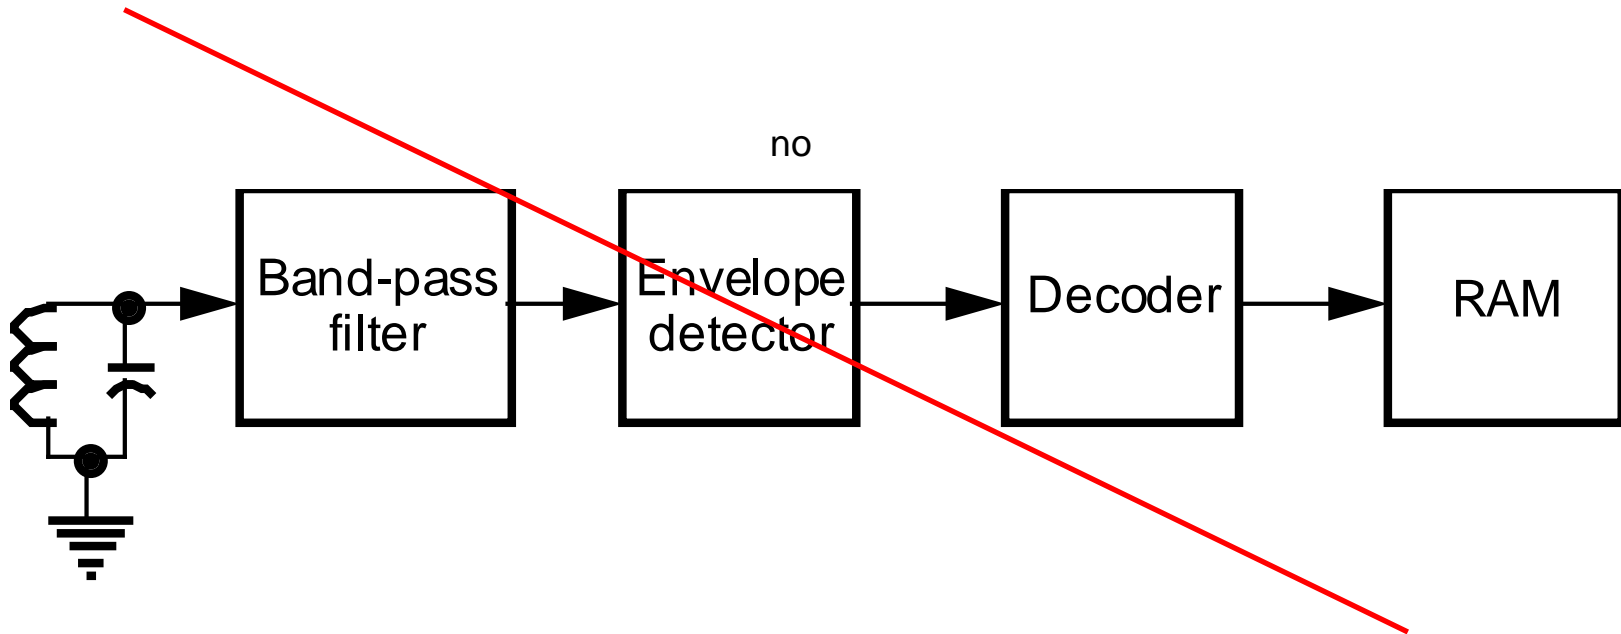 no
Band-pass
filter
Envelope
detector
Decoder
RAM